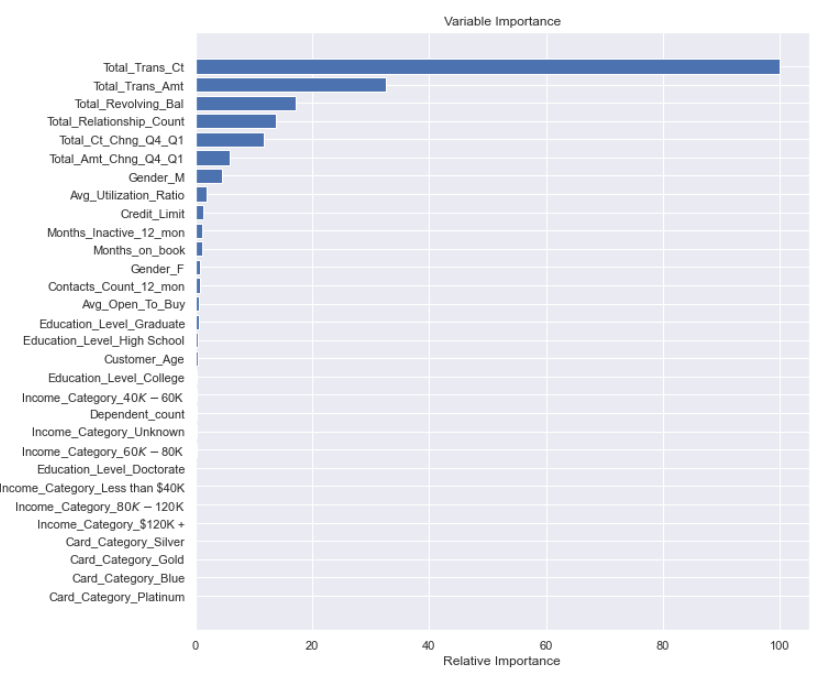 Variable Importance
Total_Trans_Ct
Total_Trans_Amt
Total_Revolving_Bal
Total_Relationship_Count
Total_Ct_Chng_Q4_Q1
Total_Amt_Chng_Q4_Q1
Gender_M
Avg_Utilization_Ratio
Credit_Limit
Months_Inactive_12_mon
Months_on_book
Gender_F
Contacts_Count_12_mon
Avg_Open_To_Buy
Education_Level_Graduate
Education_Level_High School
Customer_Age
Education_Level_College
Income_Category_40K − 60K
Dependent_count
Income_Category_Unknown
Income_Category_60K − 80K
Education_Level_Doctorate
Income_Category_Less than $40K
Income_Category_80K − 120K
Income_Category_$120K +
Card_Category_Silver
Card_Category_Gold
Card_Category_Blue
Card_Category_Platinum
0 20 40 60 80 100
Relative Importance